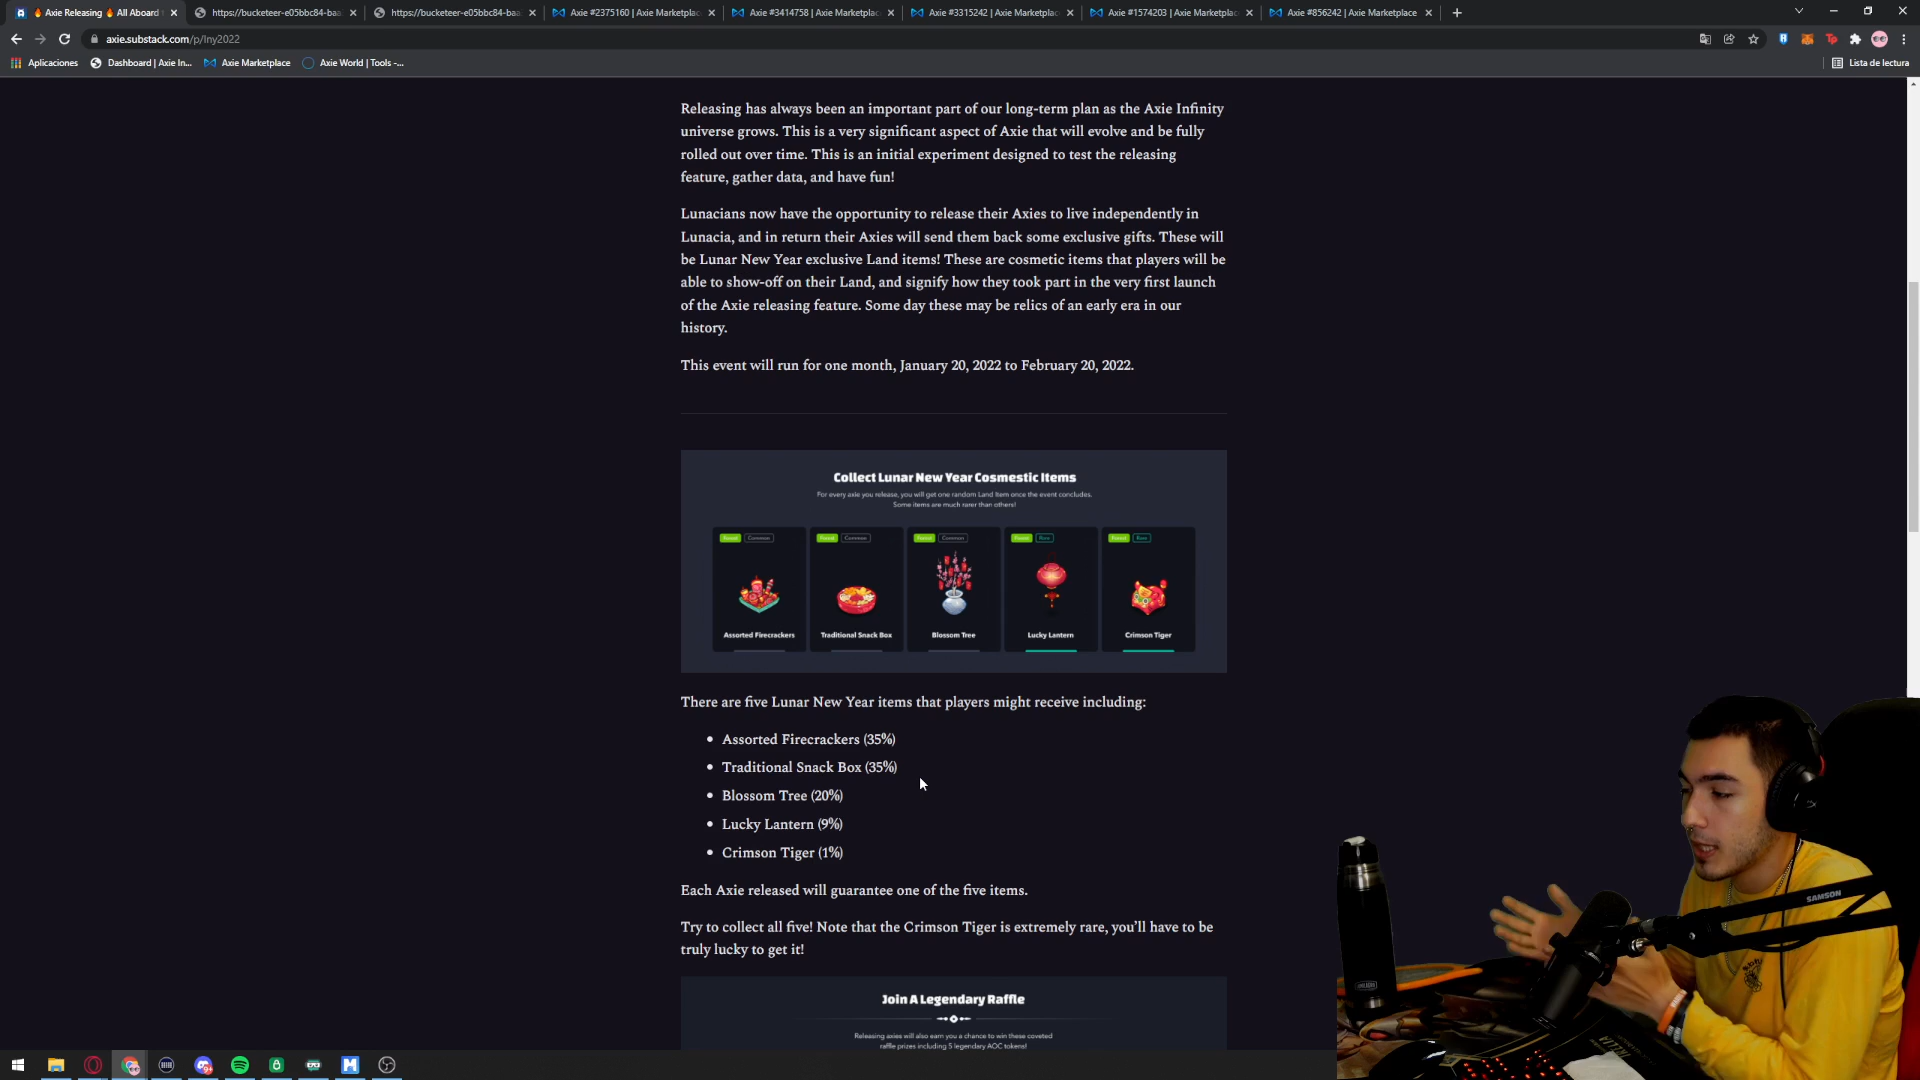 Axie Releasing 🔥 All Aboard
https://bucketeer-e05bbc84-baa
https://bucketeer-e05bbc84-baa
Axie #2375160 | Axie Marketplac
Axie #3414758 | Axie Marketplac
Axie #3315242 | Axie Marketplac
Axie #1574203 | Axie Marketplac
Axie #856242 | Axie Marketplace
axie.substack.com/p/lny2022
Aplicaciones
Dashboard | Axie In...
Axie Marketplace
Axie World | Tools -...
Lista de lectura
Releasing has always been an important part of our long-term plan as the Axie Infinity
universe grows. This is a very significant aspect of Axie that will evolve and be fully
rolled out over time. This is an initial experiment designed to test the releasing
feature, gather data, and have fun!
Lunacians now have the opportunity to release their Axies to live independently in
Lunacia, and in return their Axies will send them back some exclusive gifts. These will
be Lunar New Year exclusive Land items! These are cosmetic items that players will be
able to show-off on their Land, and signify how they took part in the very first launch
of the Axie releasing feature. Some day these may be relics of an early era in our
history.
This event will run for one month, January 20, 2022 to February 20, 2022.
Collect Lunar New Year Cosmestic Items
For every axie you release, you will get one random Land Item once the event concludes.
Some items are much rarer than others!
Forest Common
Forest Common
Forest Common
Forest Rare
Forest Rare
Assorted Firecrackers
Traditional Snack Box
Blossom Tree
Lucky Lantern
Crimson Tiger
There are five Lunar New Year items that players might receive including:
• Assorted Firecrackers (35%)
• Traditional Snack Box (35%)
• Blossom Tree (20%)
• Lucky Lantern (9%)
• Crimson Tiger (1%)
Each Axie released will guarantee one of the five items.
Try to collect all five! Note that the Crimson Tiger is extremely rare, you'll have to be
truly lucky to get it!
Join A Legendary Raffle
Releasing axies will also earn you a chance to win these coveted
raffle prizes including 5 legendary AOC tokens!
SAMSON